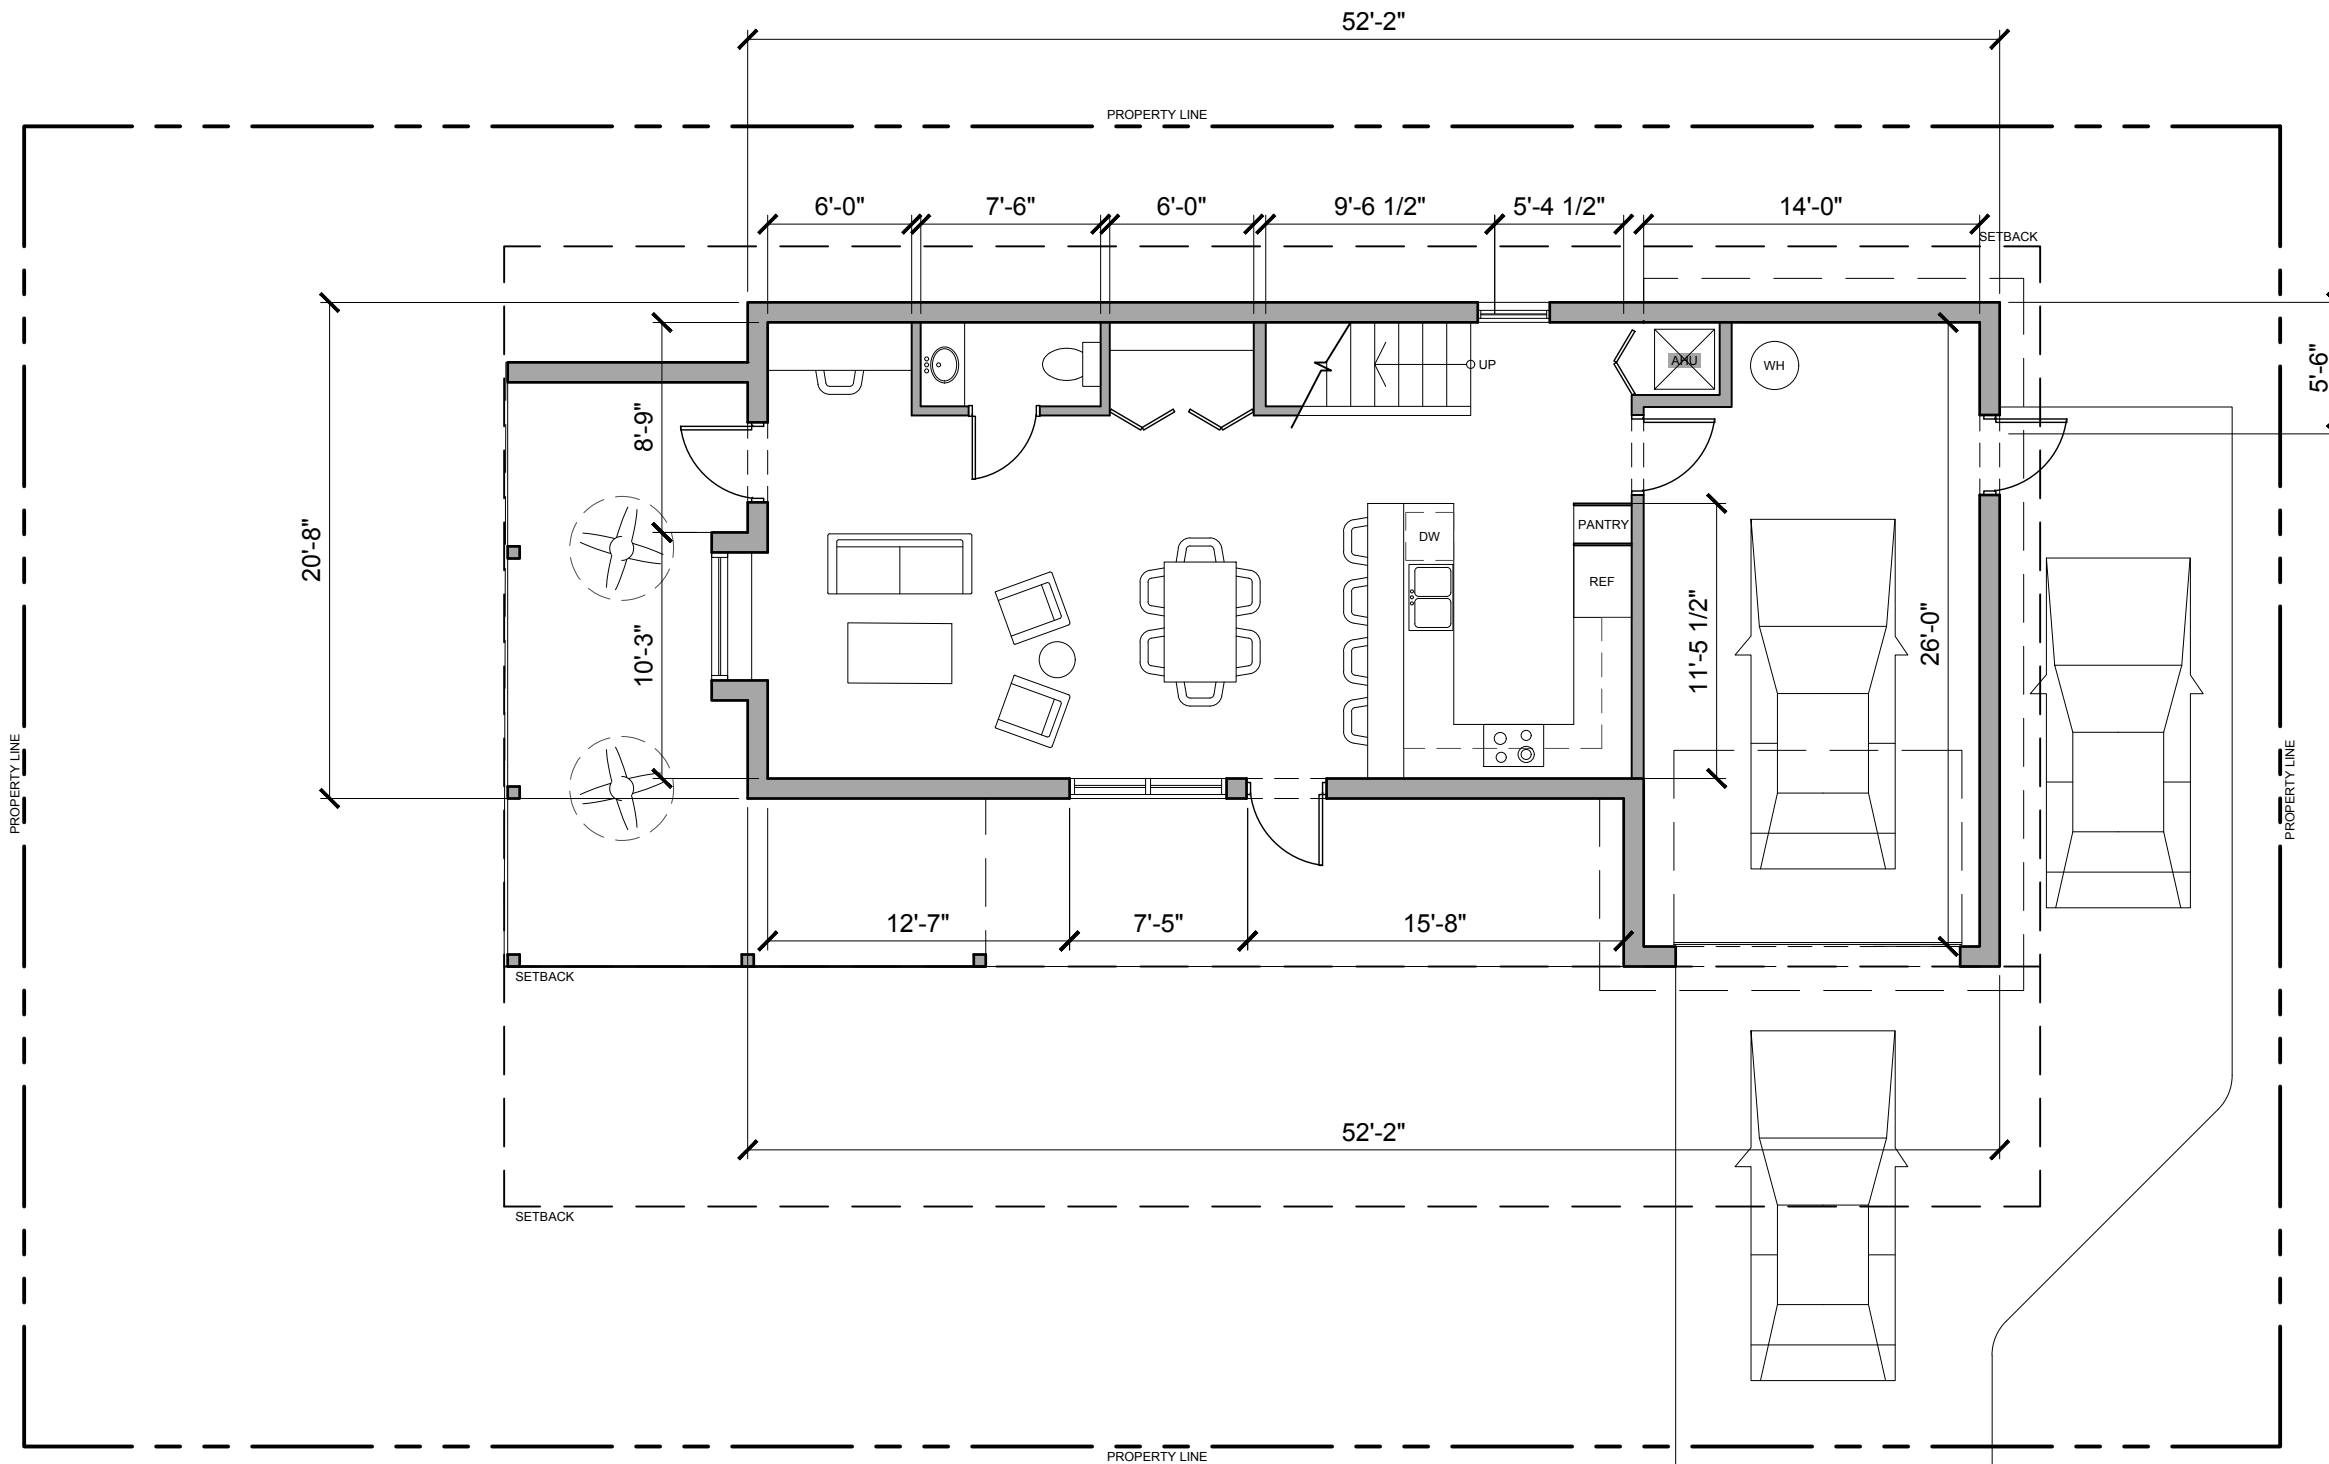 52'-2"
PROPERTY LINE
6'-0"
7'-6"
6'-0"
9'-6 1/2"
5'-4 1/2"
14'-0"
SETBACK
20'-8"
8'-9"
10'-3"
UP
AHU
WH
5'-6"
DW
PANTRY
REF
11'-5 1/2"
26'-0"
PROPERTY LINE
PROPERTY LINE
12'-7"
7'-5"
15'-8"
SETBACK
52'-2"
SETBACK
PROPERTY LINE